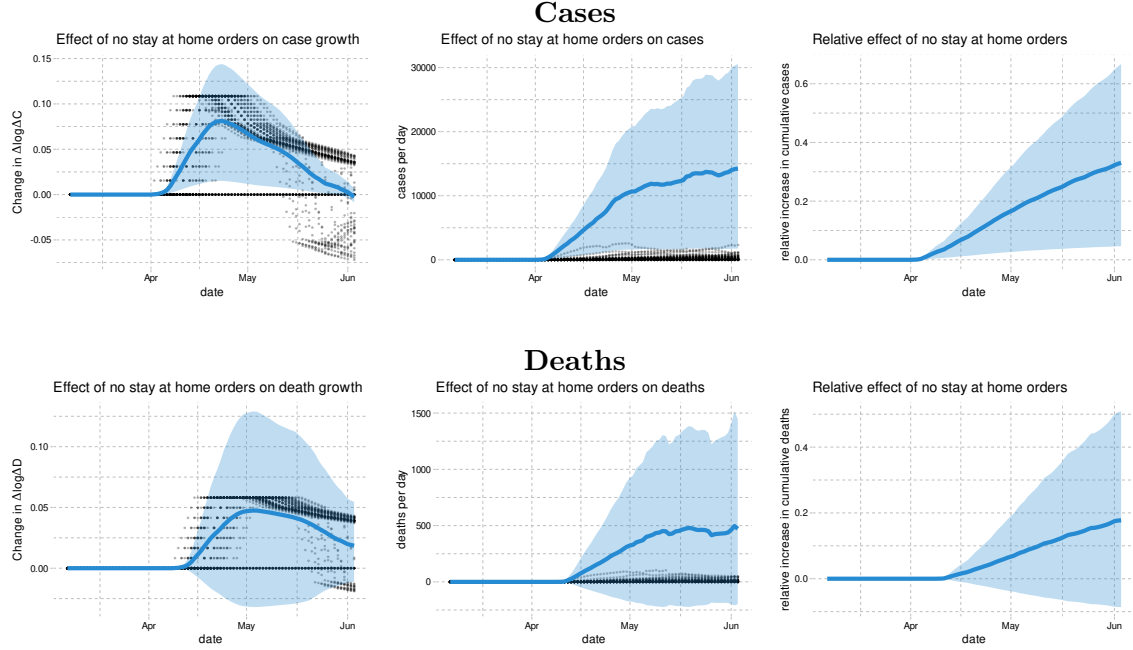 Cases
Effect of no stay at home orders on case growth
Effect of no stay at home orders on cases
Relative effect of no stay at home orders
Change in ΔlogΔC
0.15
0.10
0.05
0.00
-0.05
Apr
May
Jun
date
cases per day
30000
20000
10000
0
Apr
May
Jun
date
relative increase in cumulative cases
0.6
0.4
0.2
0.0
Apr
May
Jun
date
Deaths
Effect of no stay at home orders on death growth
Effect of no stay at home orders on deaths
Relative effect of no stay at home orders
Change in ΔlogΔD
0.10
0.05
0.00
Apr
May
Jun
date
deaths per day
1500
1000
500
0
Apr
May
Jun
date
relative increase in cumulative deaths
0.4
0.2
0.0
Apr
May
Jun
date